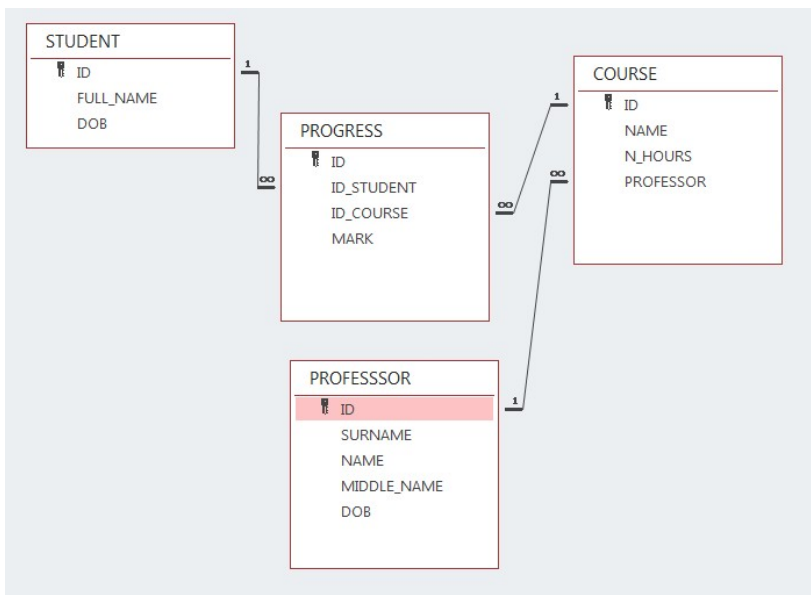 STUDENT
ID
FULL_NAME
DOB
1
∞
PROGRESS
ID
ID_STUDENT
ID_COURSE
MARK
∞
1
COURSE
ID
NAME
N_HOURS
PROFESSOR
∞
PROFESSSOR
ID
SURNAME
NAME
MIDDLE_NAME
DOB
1